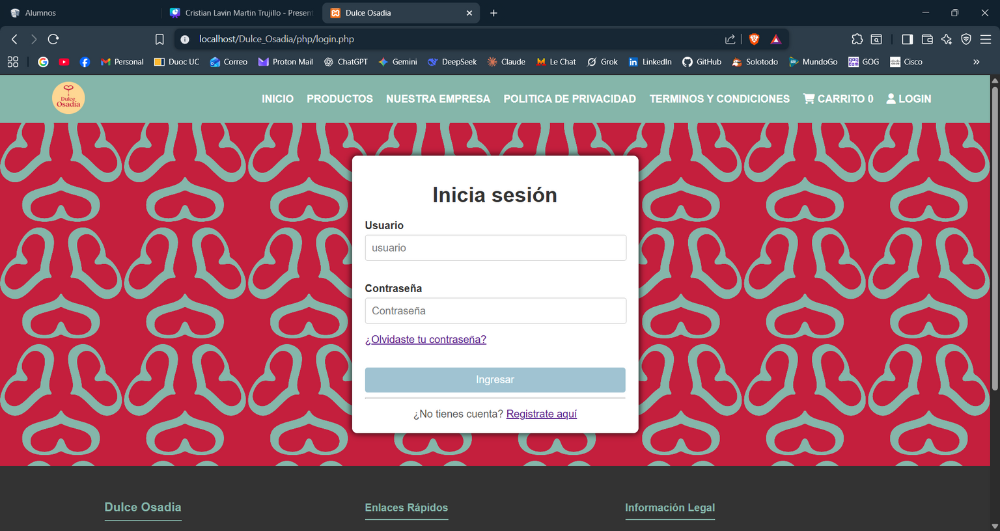 Alumnos
Cristian Lavin Martin Trujillo - Present
Dulce Osadia
localhost/Dulce_Osadia/php/login.php
Personal
Duoc UC
Correo
Proton Mail
ChatGPT
Gemini
DeepSeek
Claude
Le Chat
Grok
LinkedIn
GitHub
Solotodo
MundoGo
GOG
Cisco
Dulce
Osadía
INICIO
PRODUCTOS
NUESTRA EMPRESA
POLITICA DE PRIVACIDAD
TERMINOS Y CONDICIONES
CARRITO 0
LOGIN
Inicia sesión
Usuario
usuario
Contraseña
Contraseña
¿Olvidaste tu contraseña?
Ingresar
¿No tienes cuenta? Registrate aquí
Dulce Osadia
Enlaces Rápidos
Información Legal